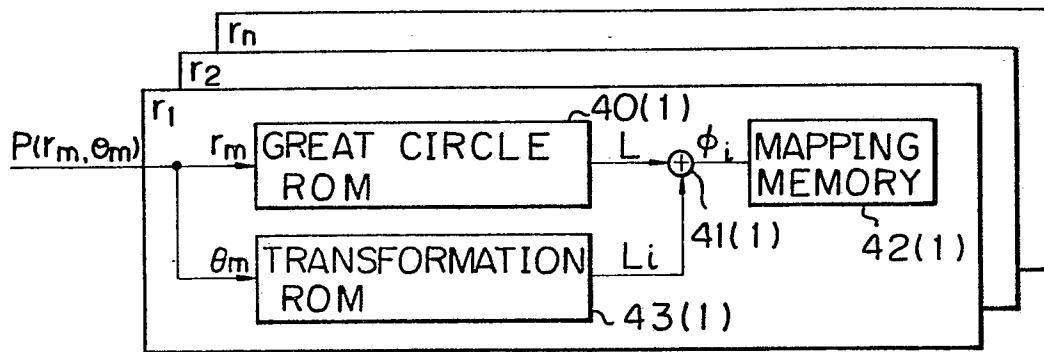 rn
r2
r1
40(1)
P(rm, θm)
rm
GREAT CIRCLE
ROM
L
ϕi
MAPPING
MEMORY
41(1)
42(1)
θm
TRANSFORMATION
ROM
Li
43(1)